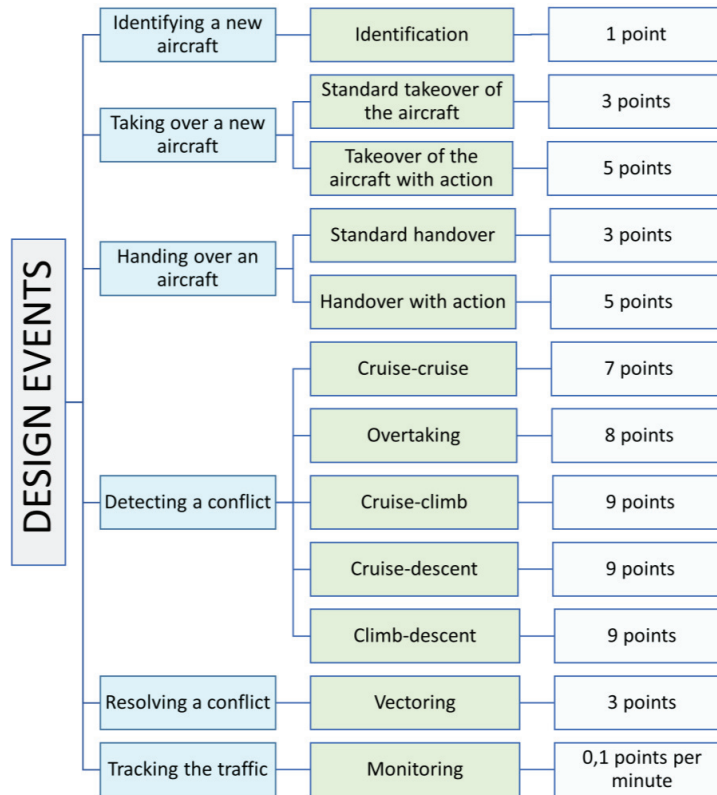 DESIGN EVENTS
Identifying a new
aircraft
Identification
1 point
Taking over a new
aircraft
Standard takeover of
the aircraft
3 points
Takeover of the
aircraft with action
5 points
Handing over an
aircraft
Standard handover
3 points
Handover with action
5 points
Detecting a conflict
Cruise-cruise
7 points
Overtaking
8 points
Cruise-climb
9 points
Cruise-descent
9 points
Climb-descent
9 points
Resolving a conflict
Vectoring
3 points
Tracking the traffic
Monitoring
0,1 points per
minute